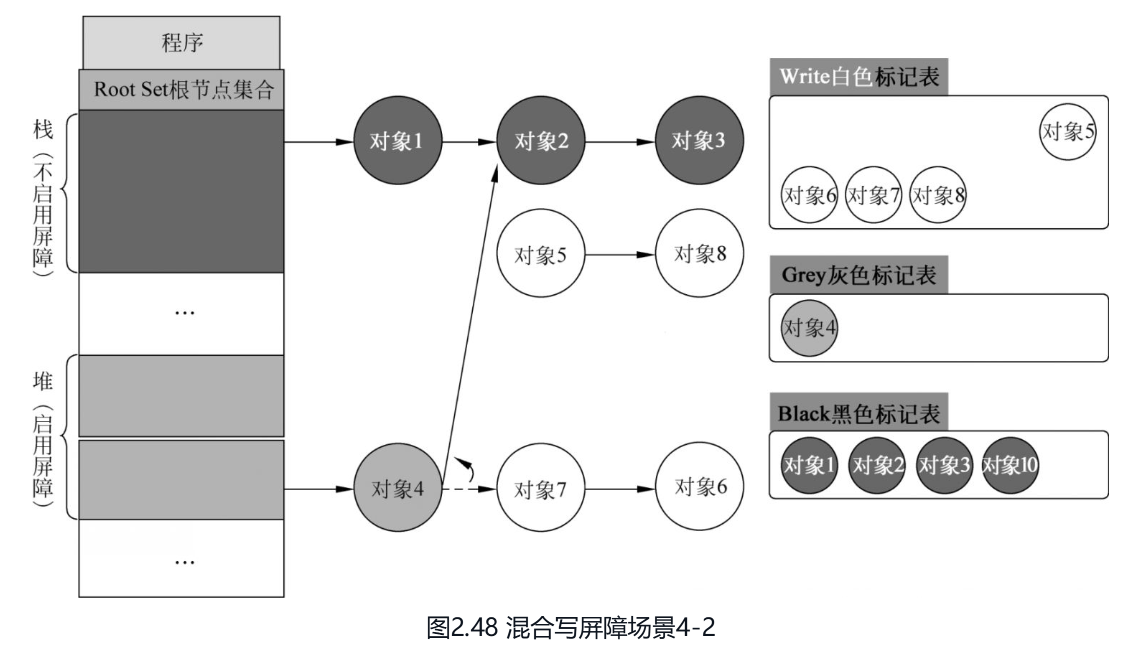 程序
Root Set根节点集合
栈（不启用屏障）
...
堆（启用屏障）
...
对象1
对象2
对象3
对象5
对象8
对象4
对象7
对象6
Write白色标记表
对象5
对象6 对象7 对象8
Grey灰色标记表
对象4
Black黑色标记表
对象1 对象2 对象3 对象10
图2.48 混合写屏障场景4-2